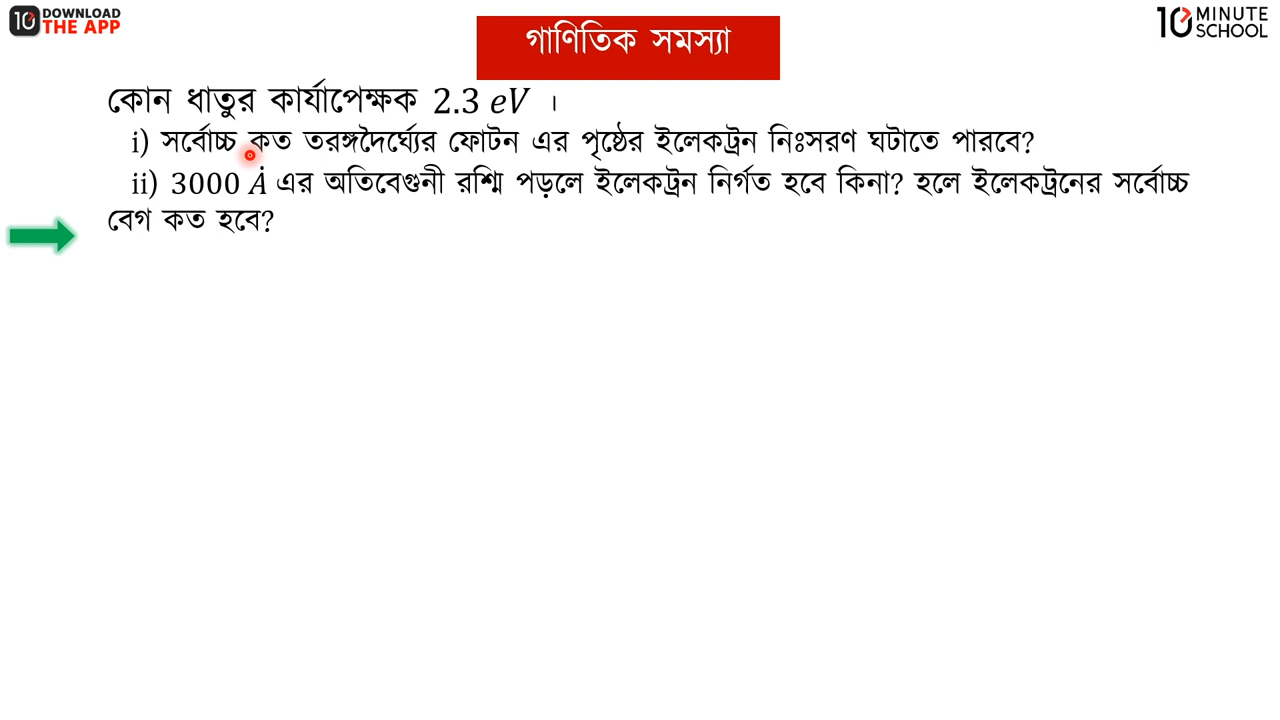 10 DOWNLOAD THE APP
10 MINUTE SCHOOL
গাণিতিক সমস্যা
কোন ধাতুর কার্যাপেক্ষক 2.3 eV ।
i) সর্বোচ্চ কত তরঙ্গদৈর্ঘ্যের ফোটন এর পৃষ্ঠের ইলেকট্রন নিঃসরণ ঘটাতে পারবে?
ii) 3000 Å এর অতিবেগুনী রশ্মি পড়লে ইলেকট্রন নির্গত হবে কিনা? হলে ইলেকট্রনের সর্বোচ্চ
বেগ কত হবে?